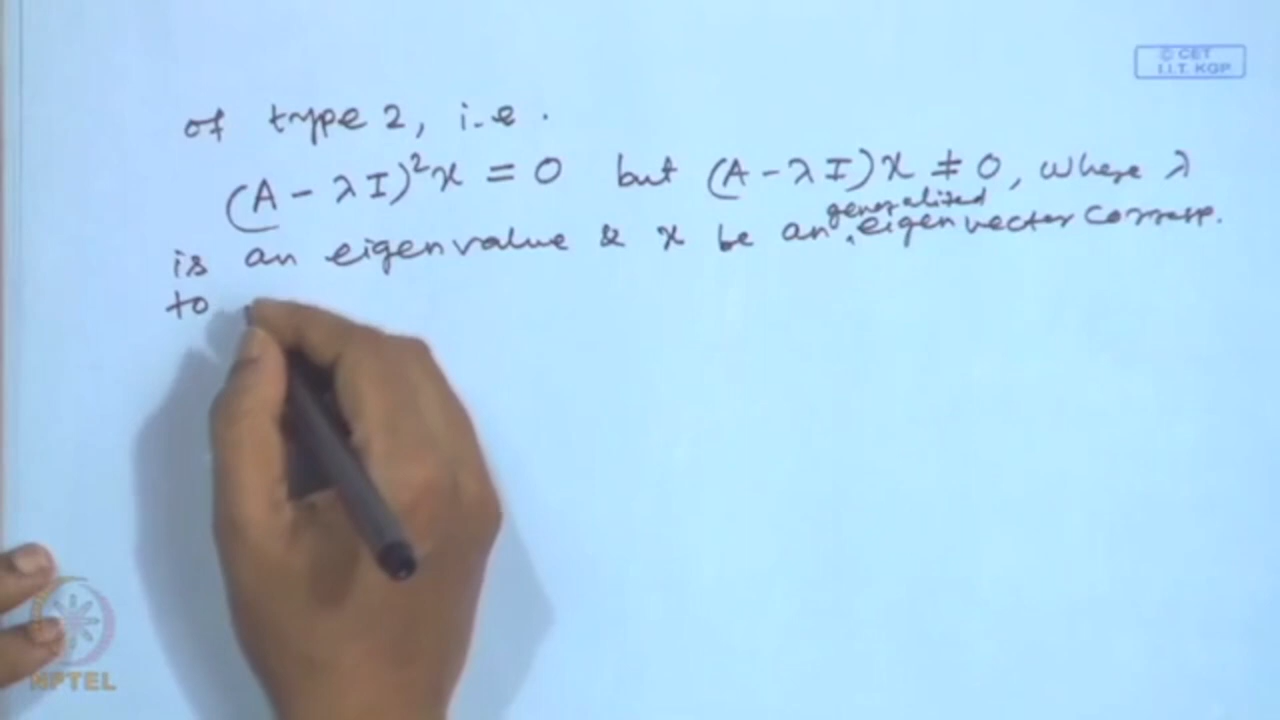 © CET
I.I.T. KGP
of type 2, i.e.
(A - λI)²x = 0 but (A - λI)x ≠ 0, where λ
generalized
is an eigenvalue & x be an eigenvector corresp.
to
NPTEL